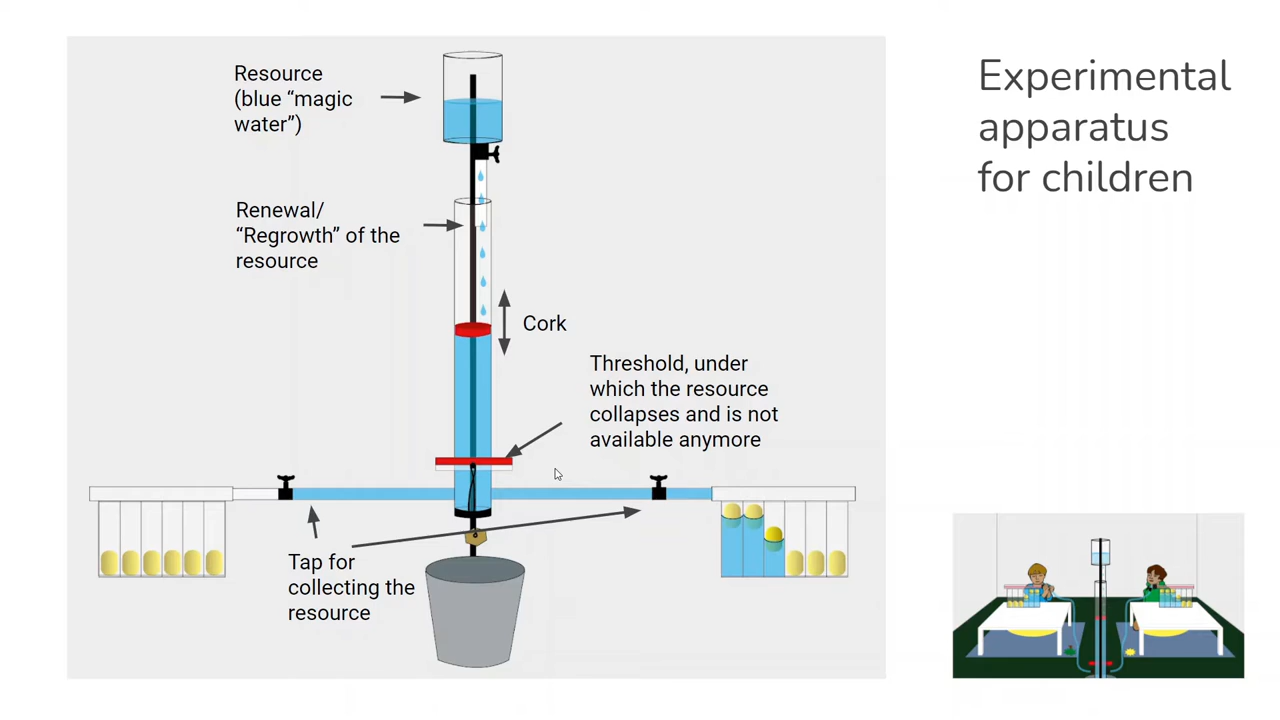 Experimental
apparatus
for children
Resource
(blue “magic
water”)
Renewal/
“Regrowth” of the
resource
Cork
Threshold, under
which the resource
collapses and is not
available anymore
Tap for
collecting the
resource